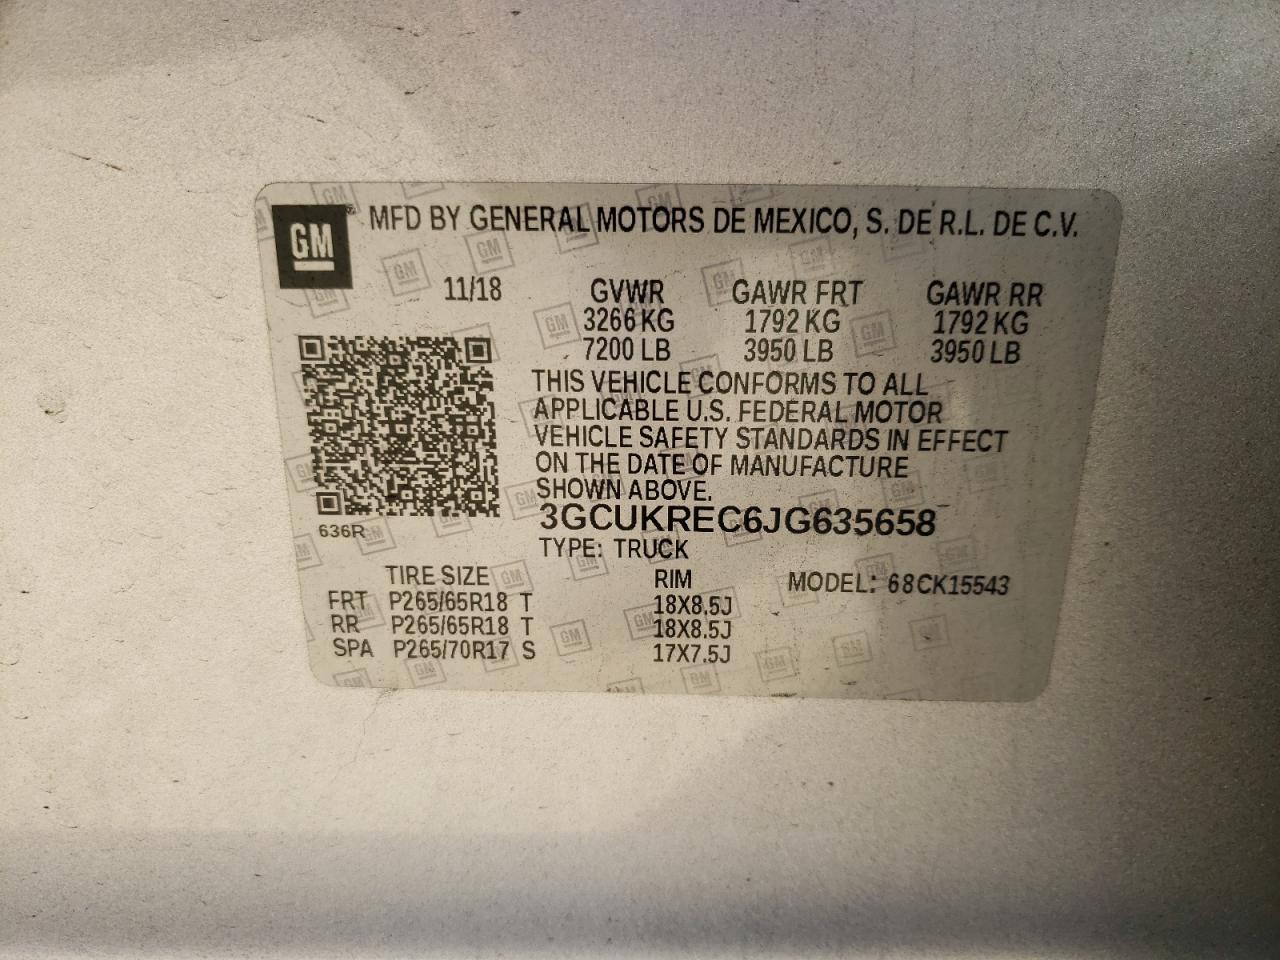 GM® MFD BY GENERAL MOTORS DE MEXICO, S. DE R.L. DE C.V.
11/18 GVWR GAWR FRT GAWR RR
3266 KG 1792 KG 1792 KG
7200 LB 3950 LB 3950 LB
THIS VEHICLE CONFORMS TO ALL
APPLICABLE U.S. FEDERAL MOTOR
VEHICLE SAFETY STANDARDS IN EFFECT
ON THE DATE OF MANUFACTURE
SHOWN ABOVE.
3GCUKREC6JG635658
636R
TYPE: TRUCK
TIRE SIZE RIM MODEL: 68CK15543
FRT P265/65R18 T 18X8.5J
RR P265/65R18 T 18X8.5J
SPA P265/70R17 S 17X7.5J